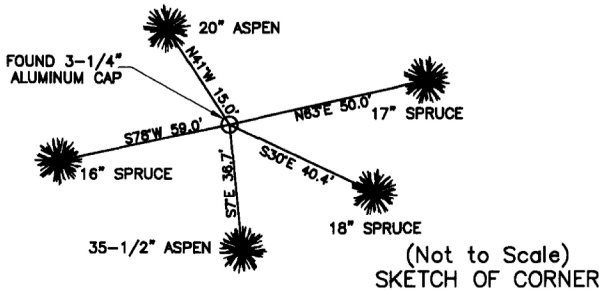 20" ASPEN
FOUND 3-1/4"
ALUMINUM CAP
N41°W 15.0'
N63°E 50.0'
17" SPRUCE
S78°W 59.0'
16" SPRUCE
S7°E 36.7'
S30°E 40.4'
18" SPRUCE
35-1/2" ASPEN
(Not to Scale)
SKETCH OF CORNER